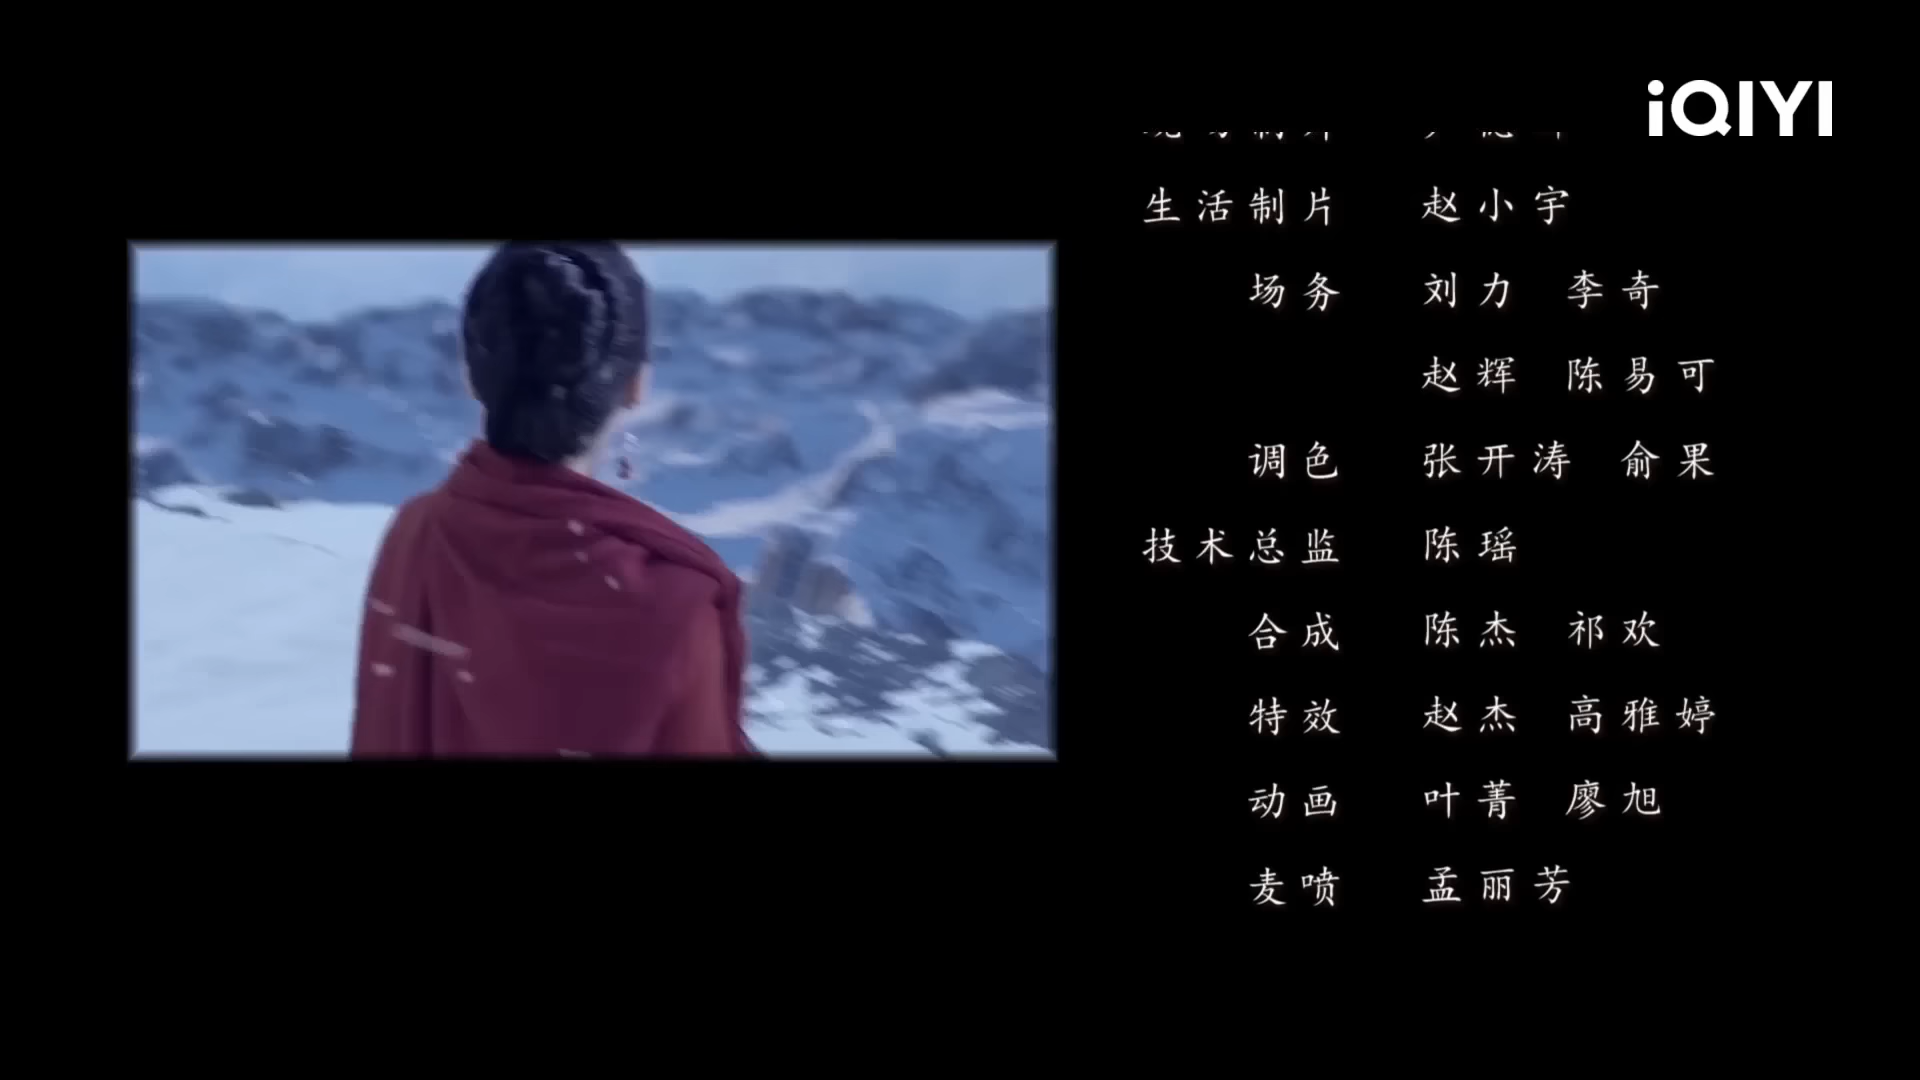 iQIYI
生活制片 赵小宇
场务 刘力 李奇
赵辉 陈易可
调色 张开涛 俞果
技术总监 陈瑶
合成 陈杰 祁欢
特效 赵杰 高雅婷
动画 叶菁 廖旭
麦喷 孟丽芳